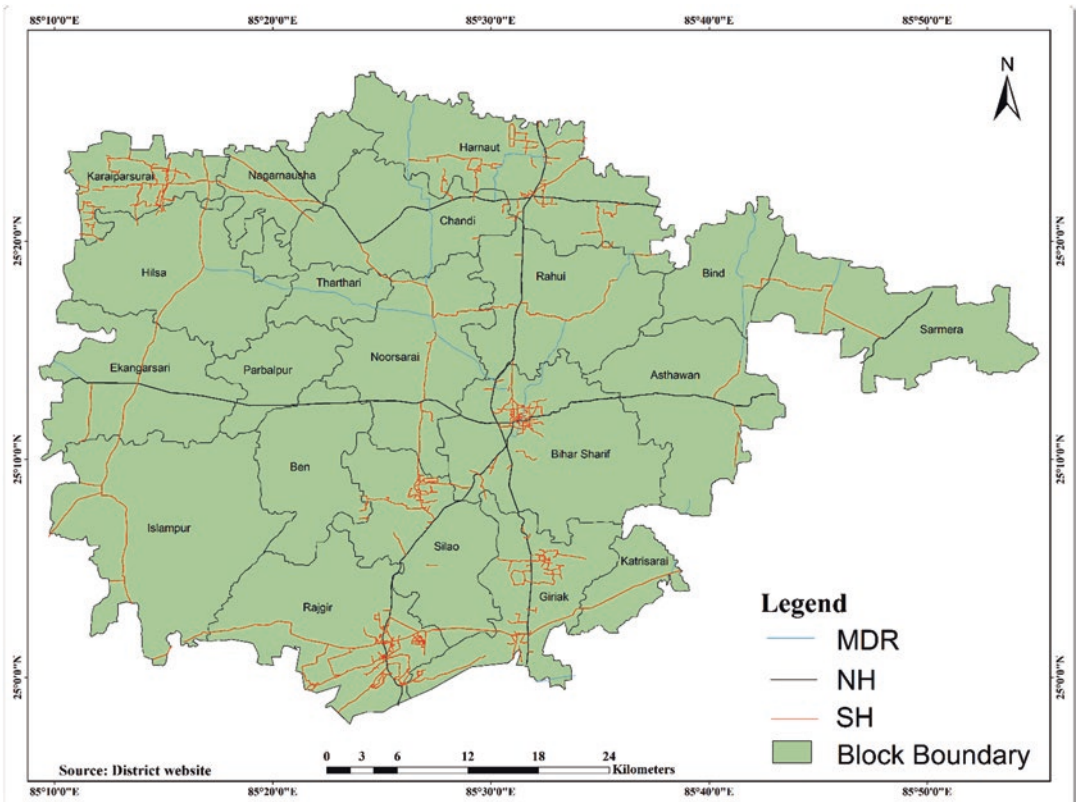 85°10'0"E 85°20'0"E 85°30'0"E 85°40'0"E 85°50'0"E
N
Harnaut
Karaiparsurai
Nagarnausha
Chandi
25°20'0"N 25°20'0"N
Hilsa
Tharthari
Rahui
Bind
Sarmera
Ekangarsari
Parbalpur
Noorsarai
Asthawan
25°10'0"N 25°10'0"N
Ben
Bihar Sharif
Islampur
Silao
Katrisarai
Rajgir
Giriak
Legend
MDR
NH
SH
Block Boundary
25°0'0"N 25°0'0"N
0 3 6 12 18 24
Kilometers
Source: District website
85°10'0"E 85°20'0"E 85°30'0"E 85°40'0"E 85°50'0"E